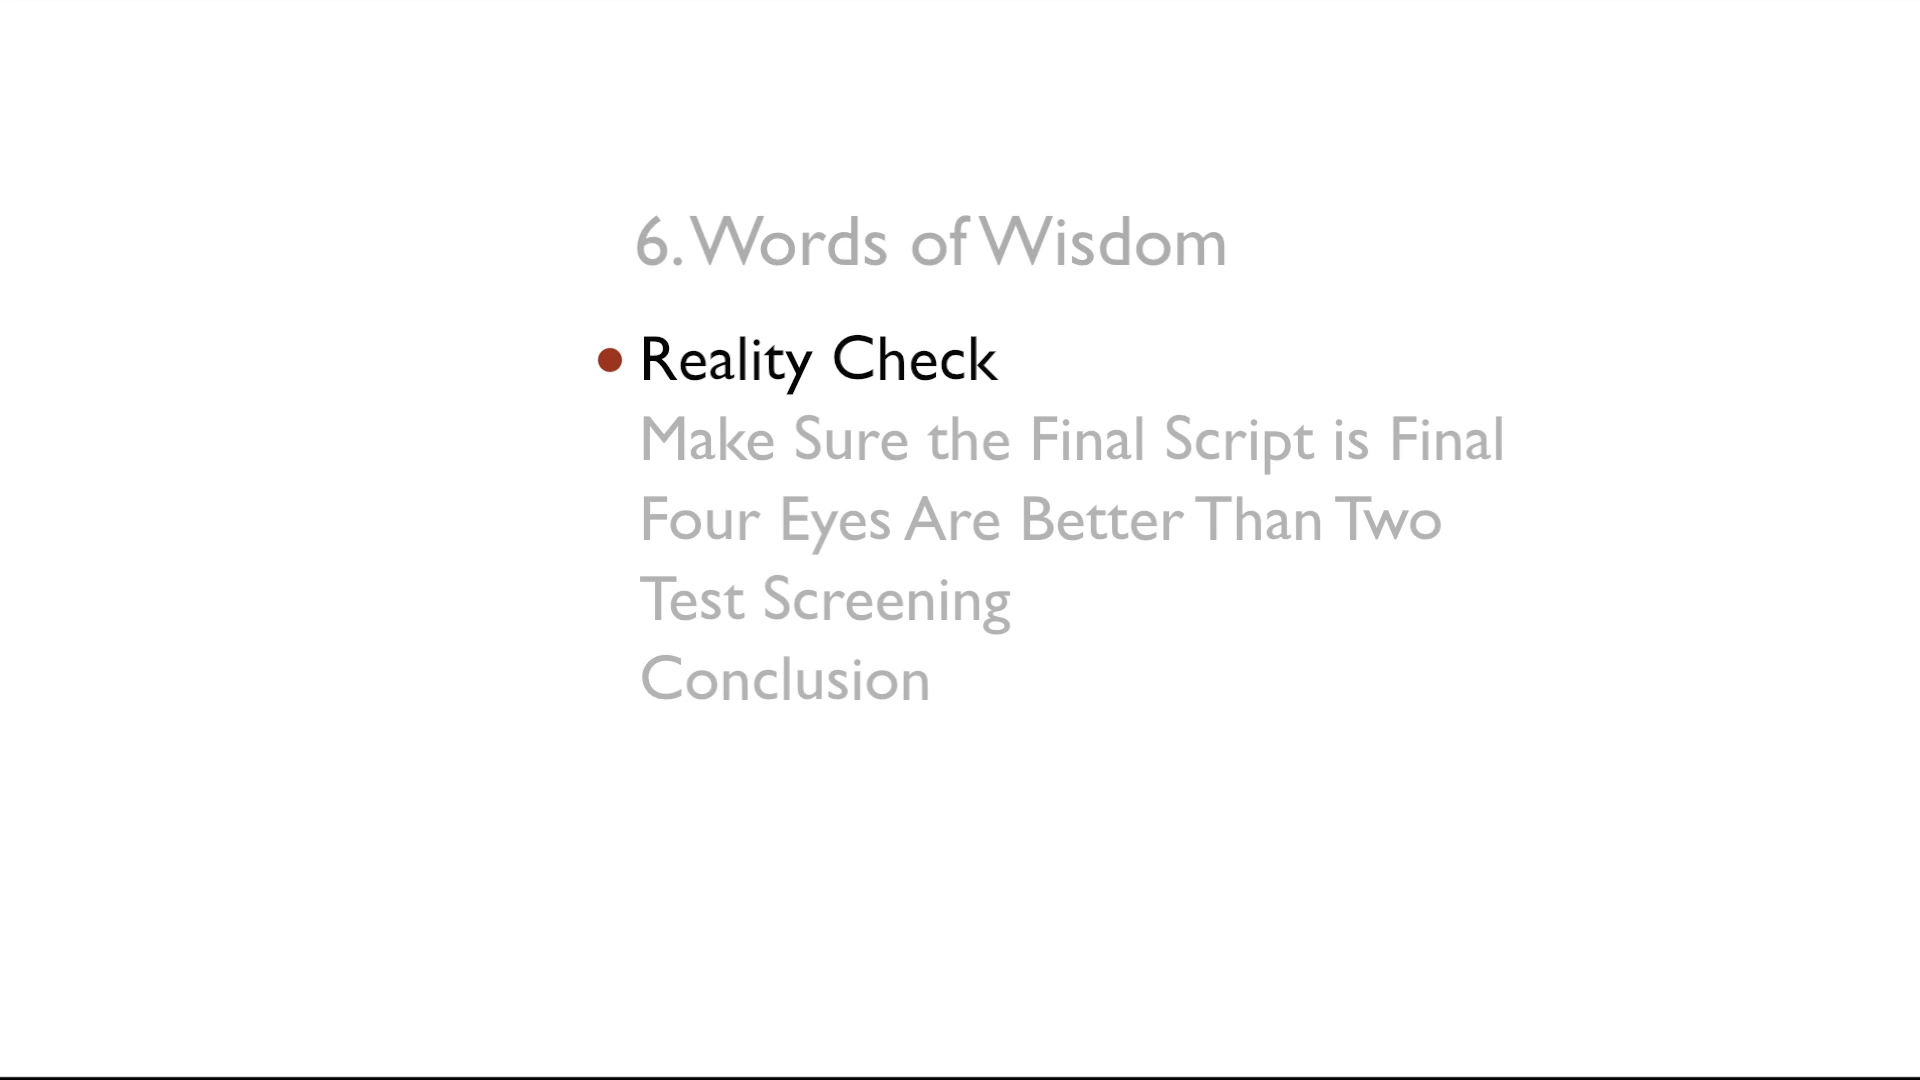 6. Words of Wisdom
Reality Check
Make Sure the Final Script is Final
Four Eyes Are Better Than Two
Test Screening
Conclusion